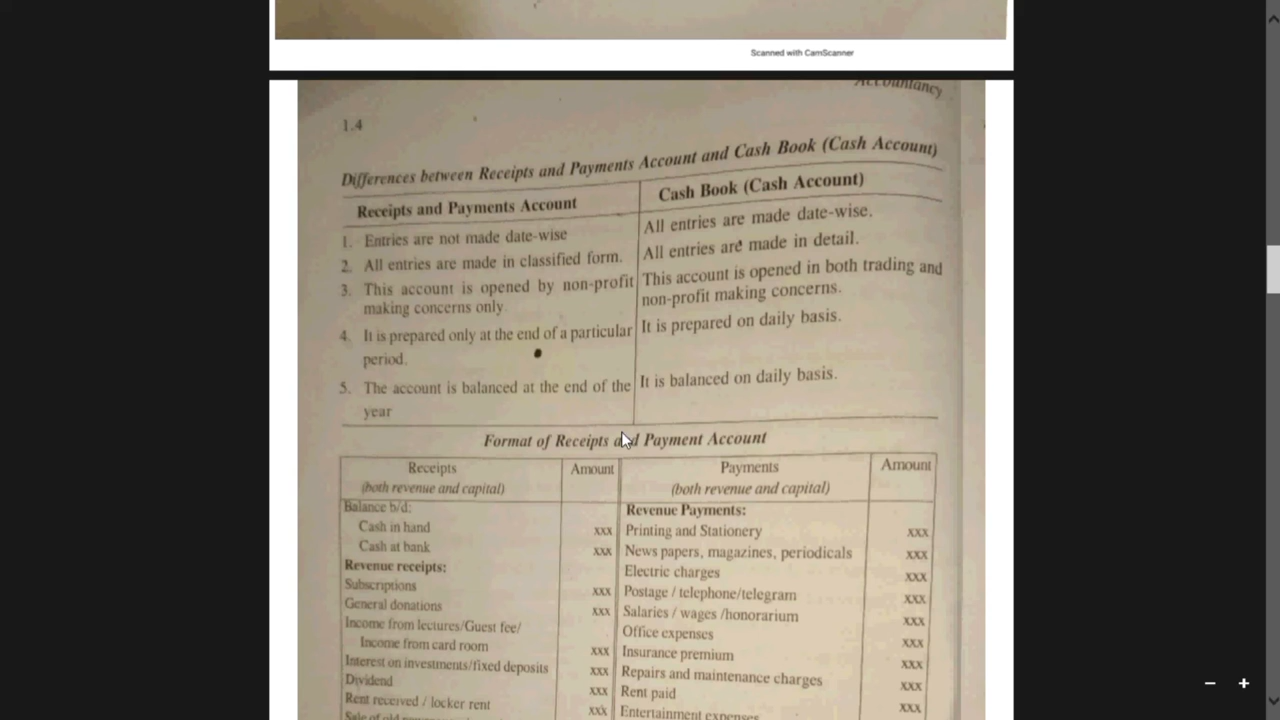 Scanned with CamScanner
Accountancy
1.4
Differences between Receipts and Payments Account and Cash Book (Cash Account)
Receipts and Payments Account
1. Entries are not made date-wise
2. All entries are made in classified form.
3. This account is opened by non-profit
making concerns only
4. It is prepared only at the end of a particular
period.
5. The account is balanced at the end of the
year
Cash Book (Cash Account)
All entries are made date-wise.
All entries are made in detail.
This account is opened in both trading and
non-profit making concerns.
It is prepared on daily basis.
It is balanced on daily basis.
Format of Receipts and Payment Account
Receipts
(both revenue and capital)
Amount
Balance b/d:
Cash in hand xxx
Cash at bank xxx
Revenue receipts:
Subscriptions xxx
General donations xxx
Income from lectures/Guest fee/
Income from card room xxx
Interest on investments/fixed deposits xxx
Dividend xxx
Rent received / locker rent xxx
Sale of old
Payments
(both revenue and capital)
Amount
Revenue Payments:
Printing and Stationery xxx
News papers, magazines, periodicals xxx
Electric charges xxx
Postage / telephone/telegram xxx
Salaries / wages /honorarium xxx
Office expenses xxx
Insurance premium xxx
Repairs and maintenance charges xxx
Rent paid xxx
Entertainment expenses